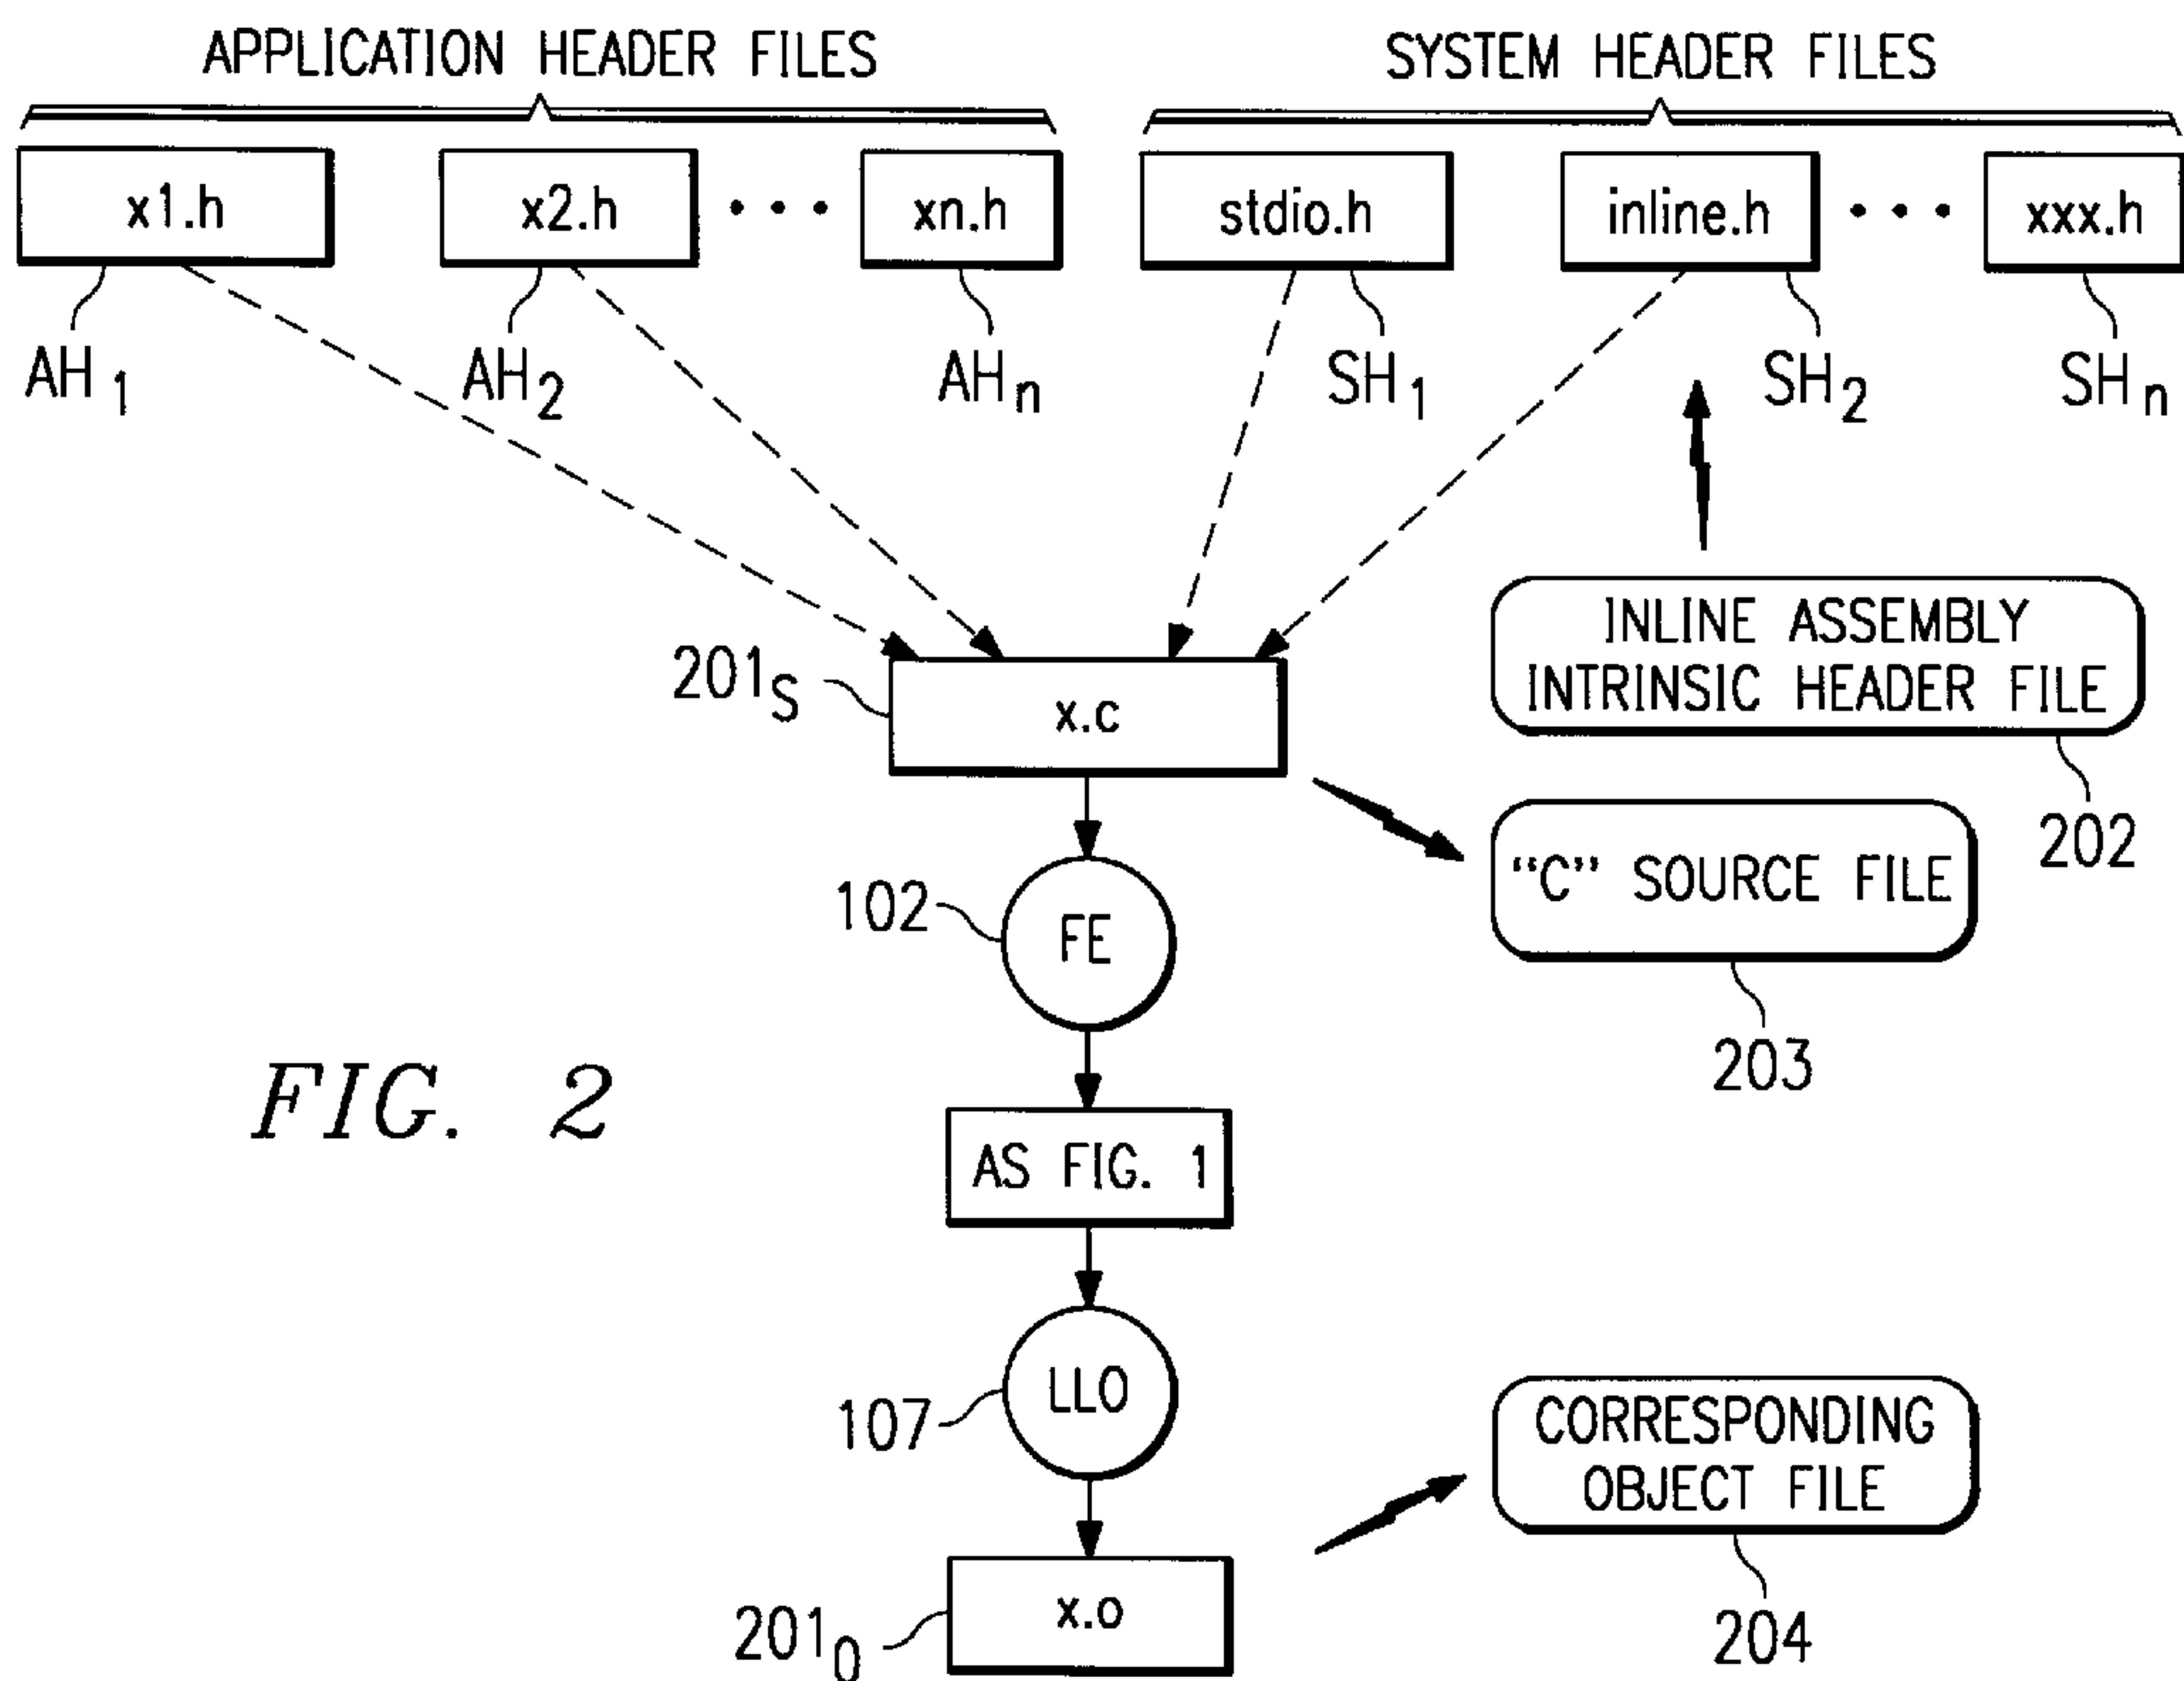 APPLICATION HEADER FILES
SYSTEM HEADER FILES
x1.h
x2.h
• • •
xn.h
stdio.h
inline.h
• • •
xxx.h
AH1
AH2
AHn
SH1
SH2
SHn
INLINE ASSEMBLY
INTRINSIC HEADER FILE
202
201S
x.c
“C” SOURCE FILE
203
102
FE
FIG. 2
AS FIG. 1
107
LLO
CORRESPONDING
OBJECT FILE
204
201O
x.o